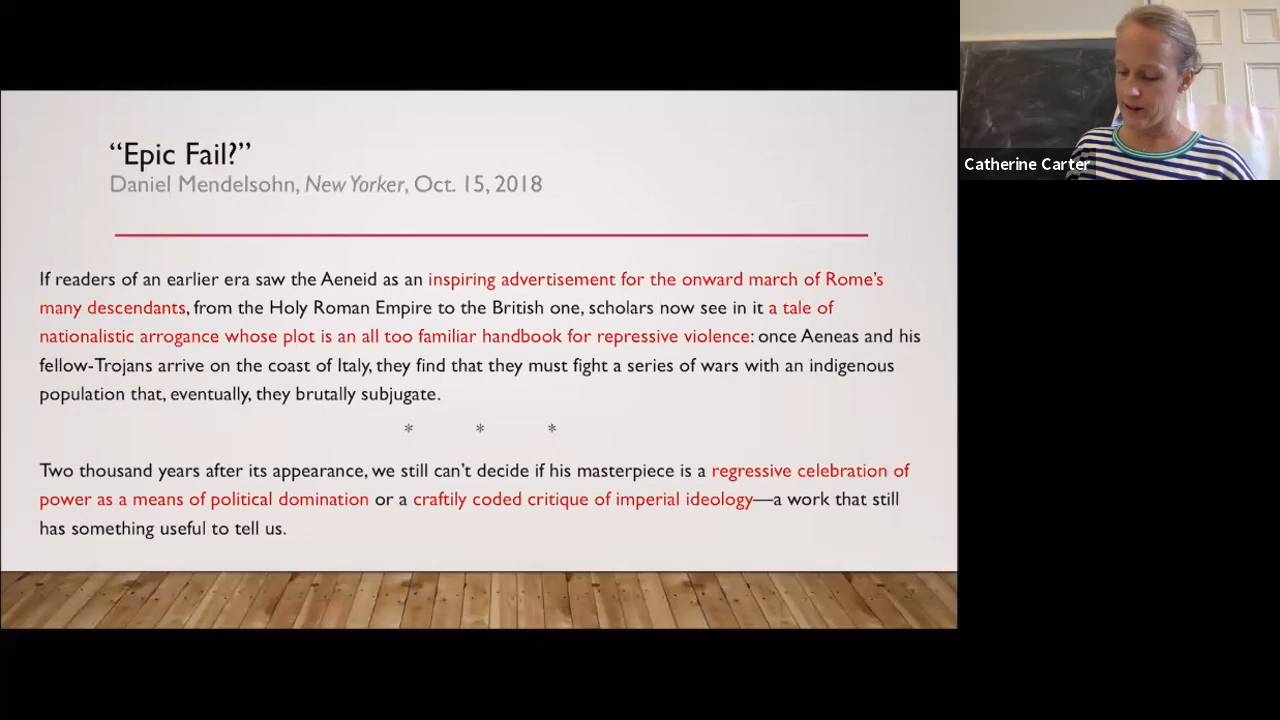 “Epic Fail?”
Daniel Mendelsohn, New Yorker, Oct. 15, 2018
If readers of an earlier era saw the Aeneid as an inspiring advertisement for the onward march of Rome’s
many descendants, from the Holy Roman Empire to the British one, scholars now see in it a tale of
nationalistic arrogance whose plot is an all too familiar handbook for repressive violence: once Aeneas and his
fellow-Trojans arrive on the coast of Italy, they find that they must fight a series of wars with an indigenous
population that, eventually, they brutally subjugate.
* * *
Two thousand years after its appearance, we still can’t decide if his masterpiece is a regressive celebration of
power as a means of political domination or a craftily coded critique of imperial ideology—a work that still
has something useful to tell us.
Catherine Carter